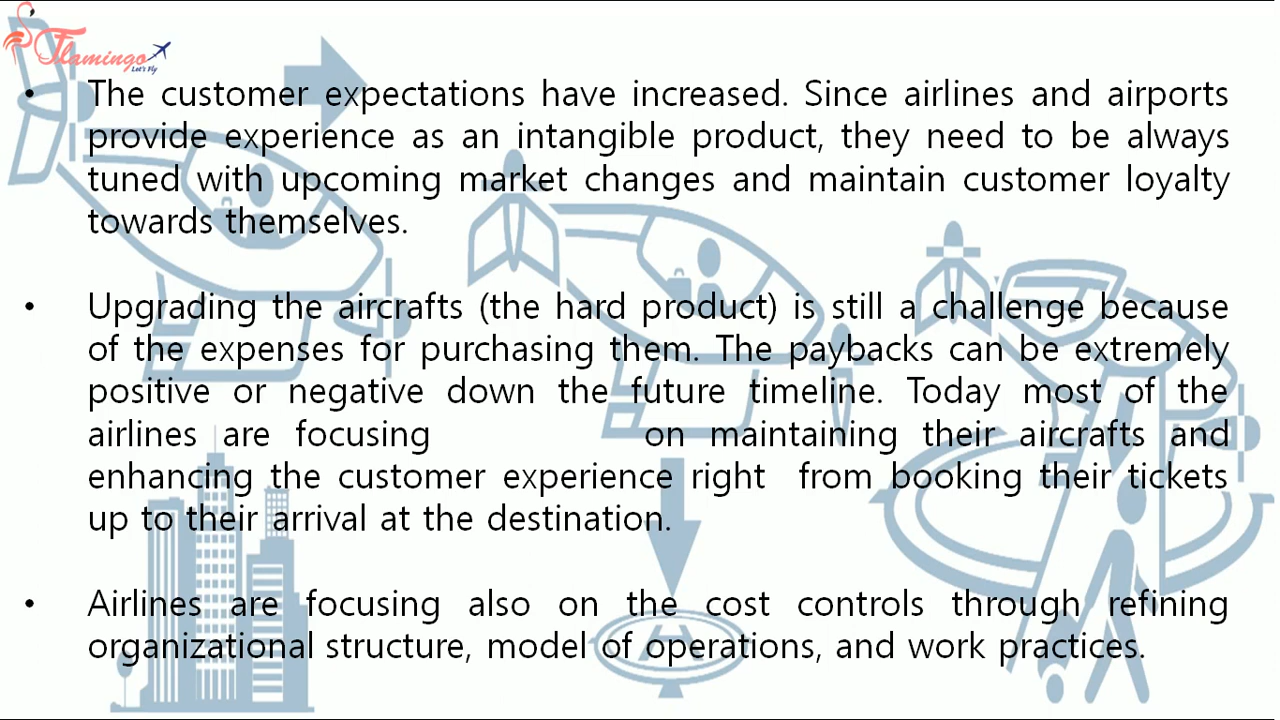 Flamingo
Let's Fly
• The customer expectations have increased. Since airlines and airports
provide experience as an intangible product, they need to be always
tuned with upcoming market changes and maintain customer loyalty
towards themselves.
• Upgrading the aircrafts (the hard product) is still a challenge because
of the expenses for purchasing them. The paybacks can be extremely
positive or negative down the future timeline. Today most of the
airlines are focusing on maintaining their aircrafts and
enhancing the customer experience right from booking their tickets
up to their arrival at the destination.
• Airlines are focusing also on the cost controls through refining
organizational structure, model of operations, and work practices.